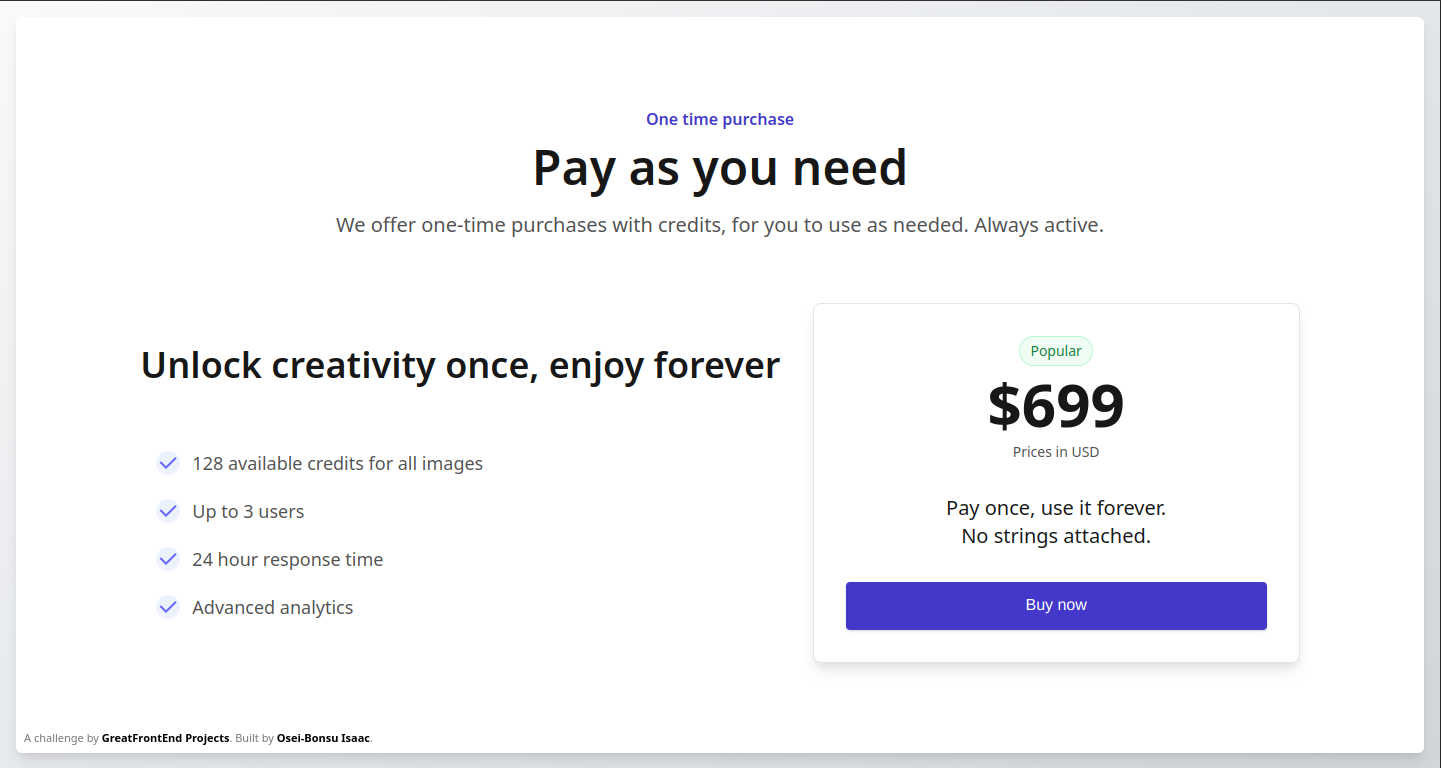 One time purchase
Pay as you need
We offer one-time purchases with credits, for you to use as needed. Always active.
Unlock creativity once, enjoy forever
128 available credits for all images
Up to 3 users
24 hour response time
Advanced analytics
Popular
$699
Prices in USD
Pay once, use it forever.
No strings attached.
Buy now
A challenge by GreatFrontEnd Projects. Built by Osei-Bonsu Isaac.